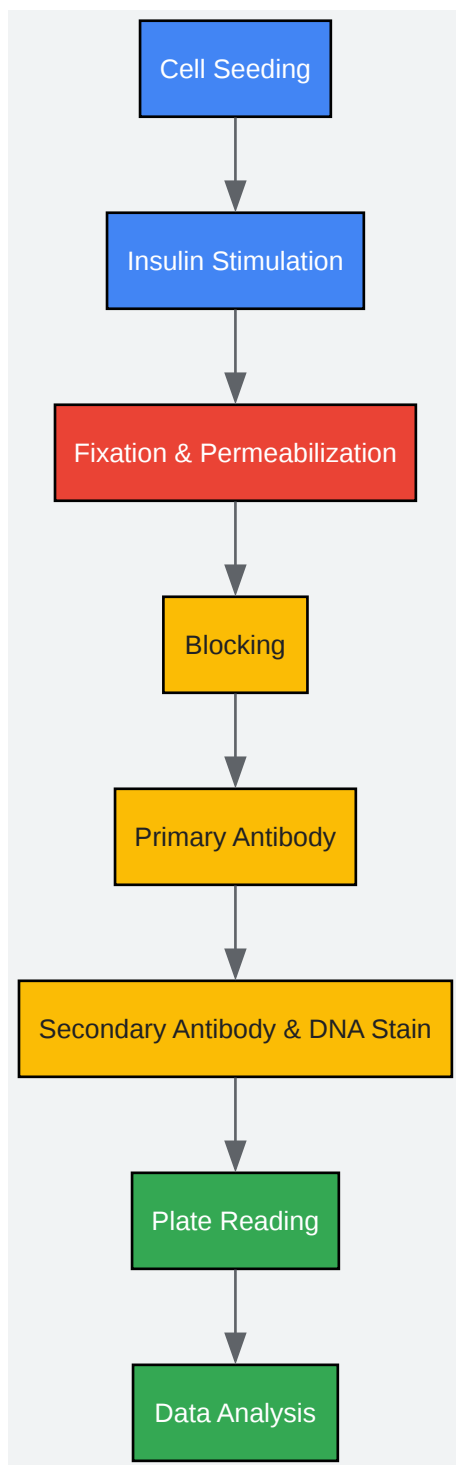 Cell Seeding
Insulin Stimulation
Fixation & Permeabilization
Blocking
Primary Antibody
Secondary Antibody & DNA Stain
Plate Reading
Data Analysis